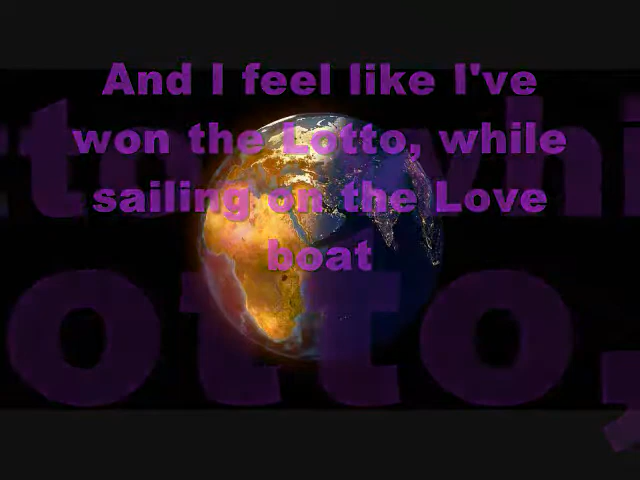 And I feel like I've
won the Lotto, while
sailing on the Love
boat